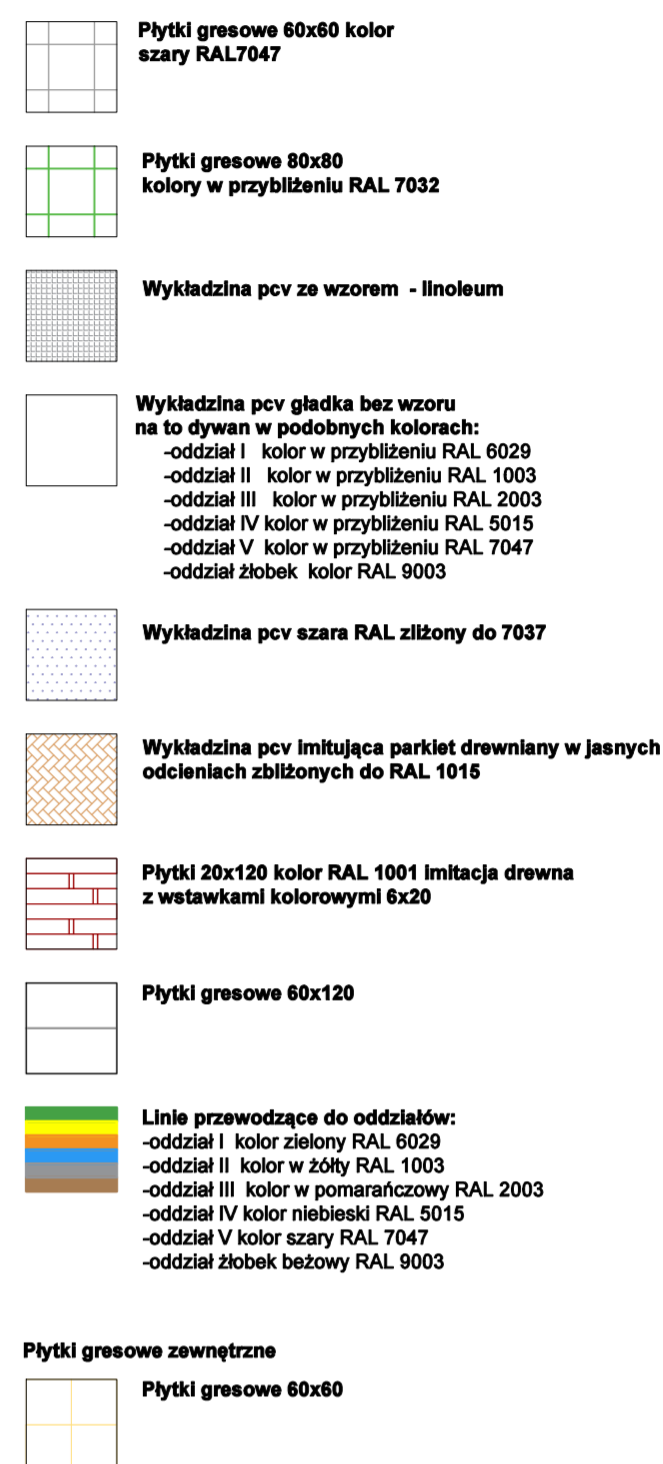 Płytki gresowe 60x60 kolor
szary RAL7047
Płytki gresowe 80x80
kolory w przybliżeniu RAL 7032
Wykładzina pcv ze wzorem - linoleum
Wykładzina pcv gładka bez wzoru
na to dywan w podobnych kolorach:
-oddział I kolor w przybliżeniu RAL 6029
-oddział II kolor w przybliżeniu RAL 1003
-oddział III kolor w przybliżeniu RAL 2003
-oddział IV kolor w przybliżeniu RAL 5015
-oddział V kolor w przybliżeniu RAL 7047
-oddział żłobek kolor RAL 9003
Wykładzina pcv szara RAL zliżony do 7037
Wykładzina pcv imitująca parkiet drewniany w jasnych
odcieniach zbliżonych do RAL 1015
Płytki 20x120 kolor RAL 1001 imitacja drewna
z wstawkami kolorowymi 6x20
Płytki gresowe 60x120
Linie przewodzące do oddziałów:
-oddział I kolor zielony RAL 6029
-oddział II kolor w żółty RAL 1003
-oddział III kolor w pomarańczowy RAL 2003
-oddział IV kolor niebieski RAL 5015
-oddział V kolor szary RAL 7047
-oddział żłobek beżowy RAL 9003
Płytki gresowe zewnętrzne
Płytki gresowe 60x60